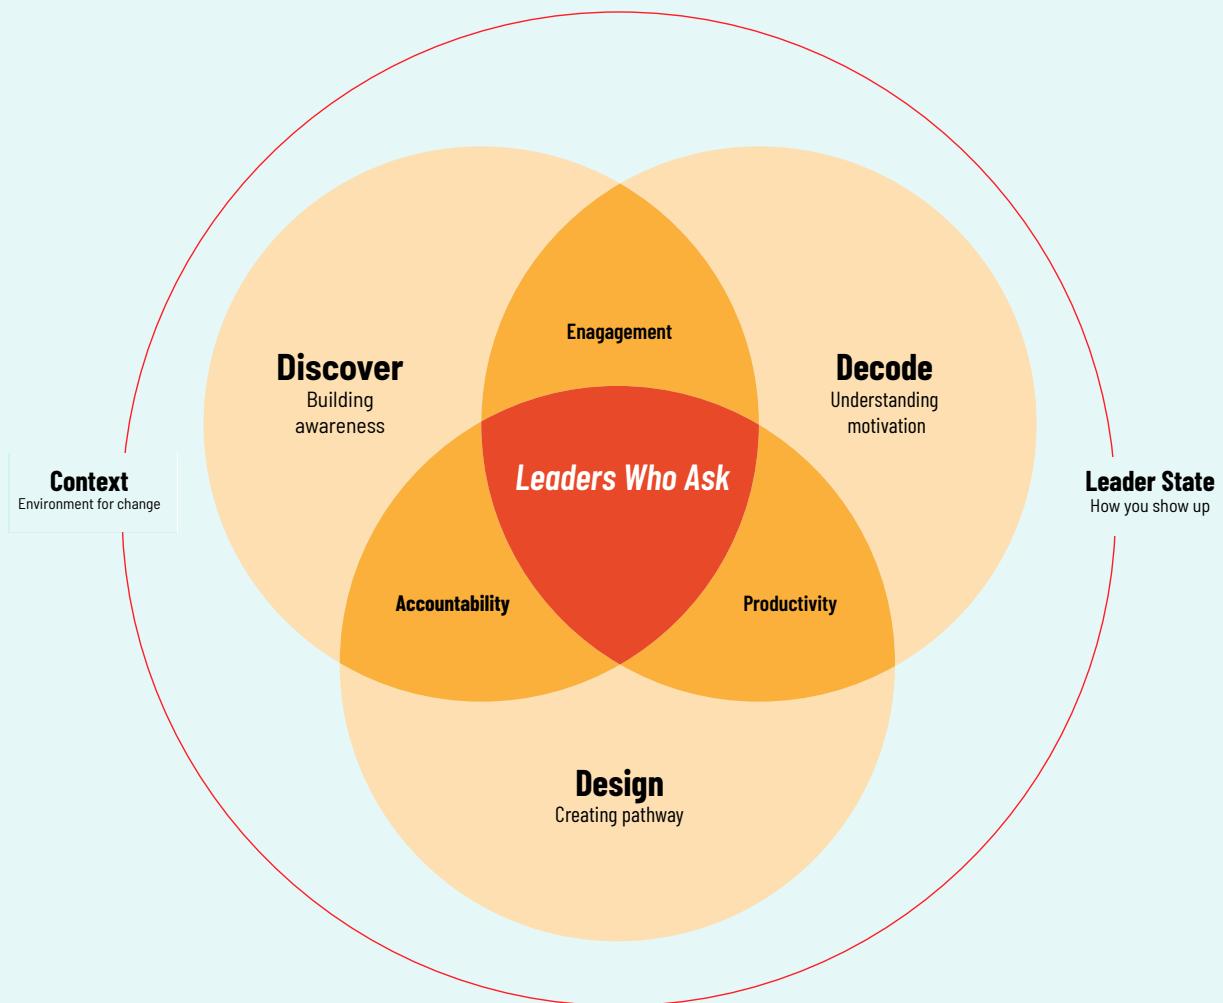 Enagagement
Discover
Building
awareness
Decode
Understanding
motivation
Context
Environment for change
Leaders Who Ask
Leader State
How you show up
Accountability
Productivity
Design
Creating pathway